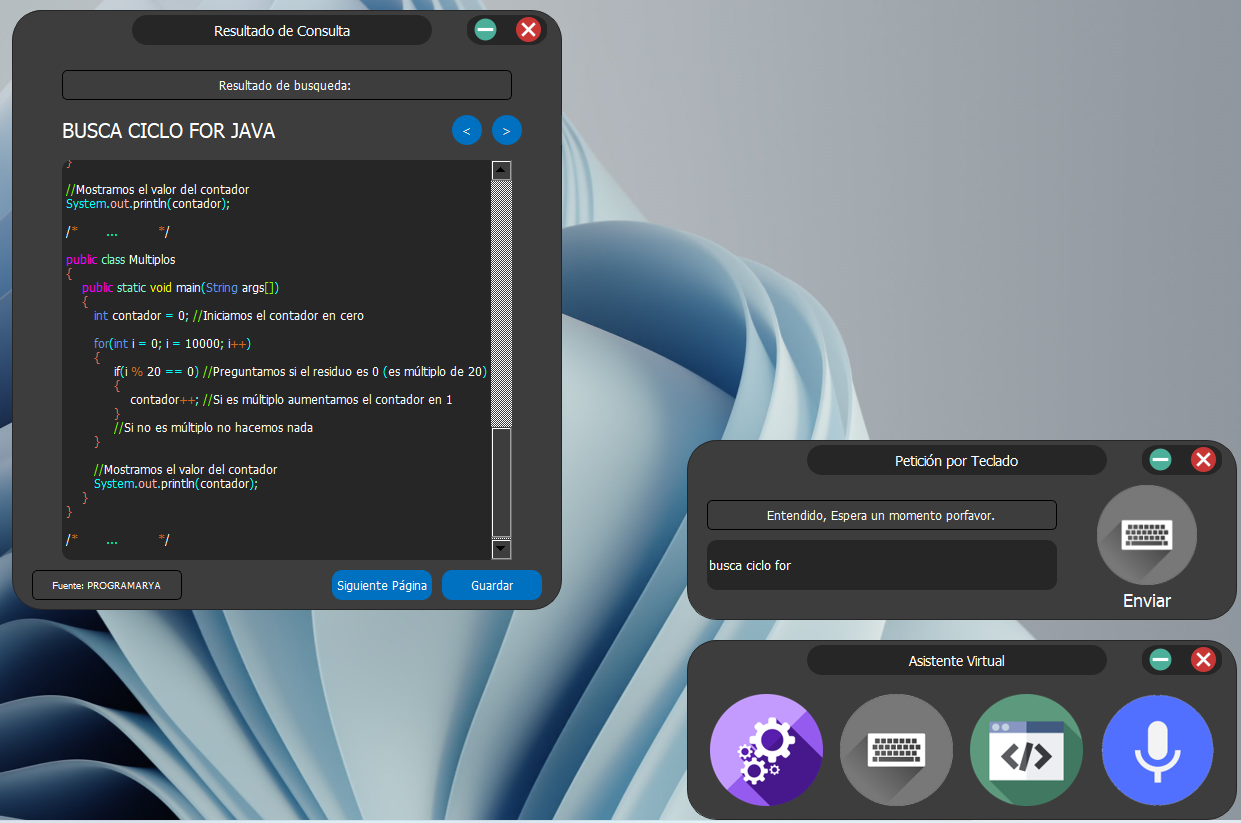 Resultado de Consulta
Resultado de busqueda:
BUSCA CICLO FOR JAVA
<
>
}
//Mostramos el valor del contador
System.out.println(contador);
/* ... */
public class Multiplos
{
public static void main(String args[])
{
int contador = 0; //Iniciamos el contador en cero
for(int i = 0; i = 10000; i++)
{
if(i % 20 == 0) //Preguntamos si el residuo es 0 (es múltiplo de 20)
{
contador++; //Si es múltiplo aumentamos el contador en 1
}
//Si no es múltiplo no hacemos nada
}
//Mostramos el valor del contador
System.out.println(contador);
}
}
/* ... */
Fuente: PROGRAMARYA
Siguiente Página
Guardar
Petición por Teclado
Entendido, Espera un momento porfavor.
busca ciclo for
Enviar
Asistente Virtual
</>